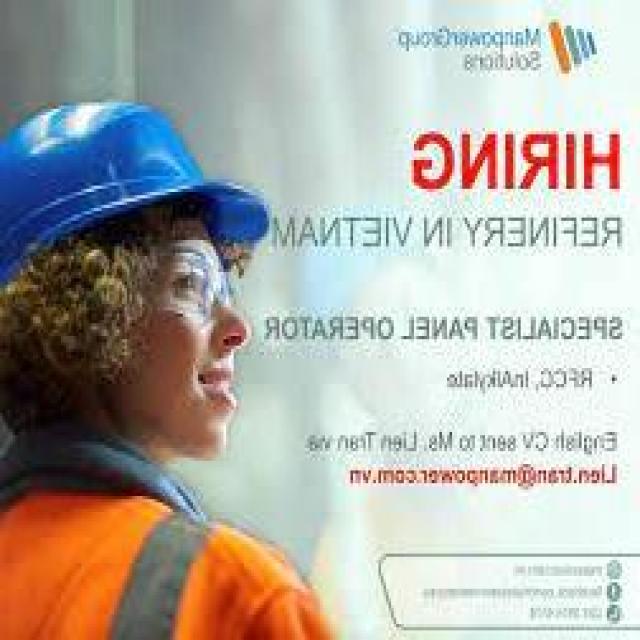 ManpowerGroup
Solutions
HIRING
REFINERY IN VIETNAM
SPECIALIST PANEL OPERATOR
• RFCC, InAlkylate
English CV sent to Ms. Lien Tran via
Lien.tran@manpower.com.vn